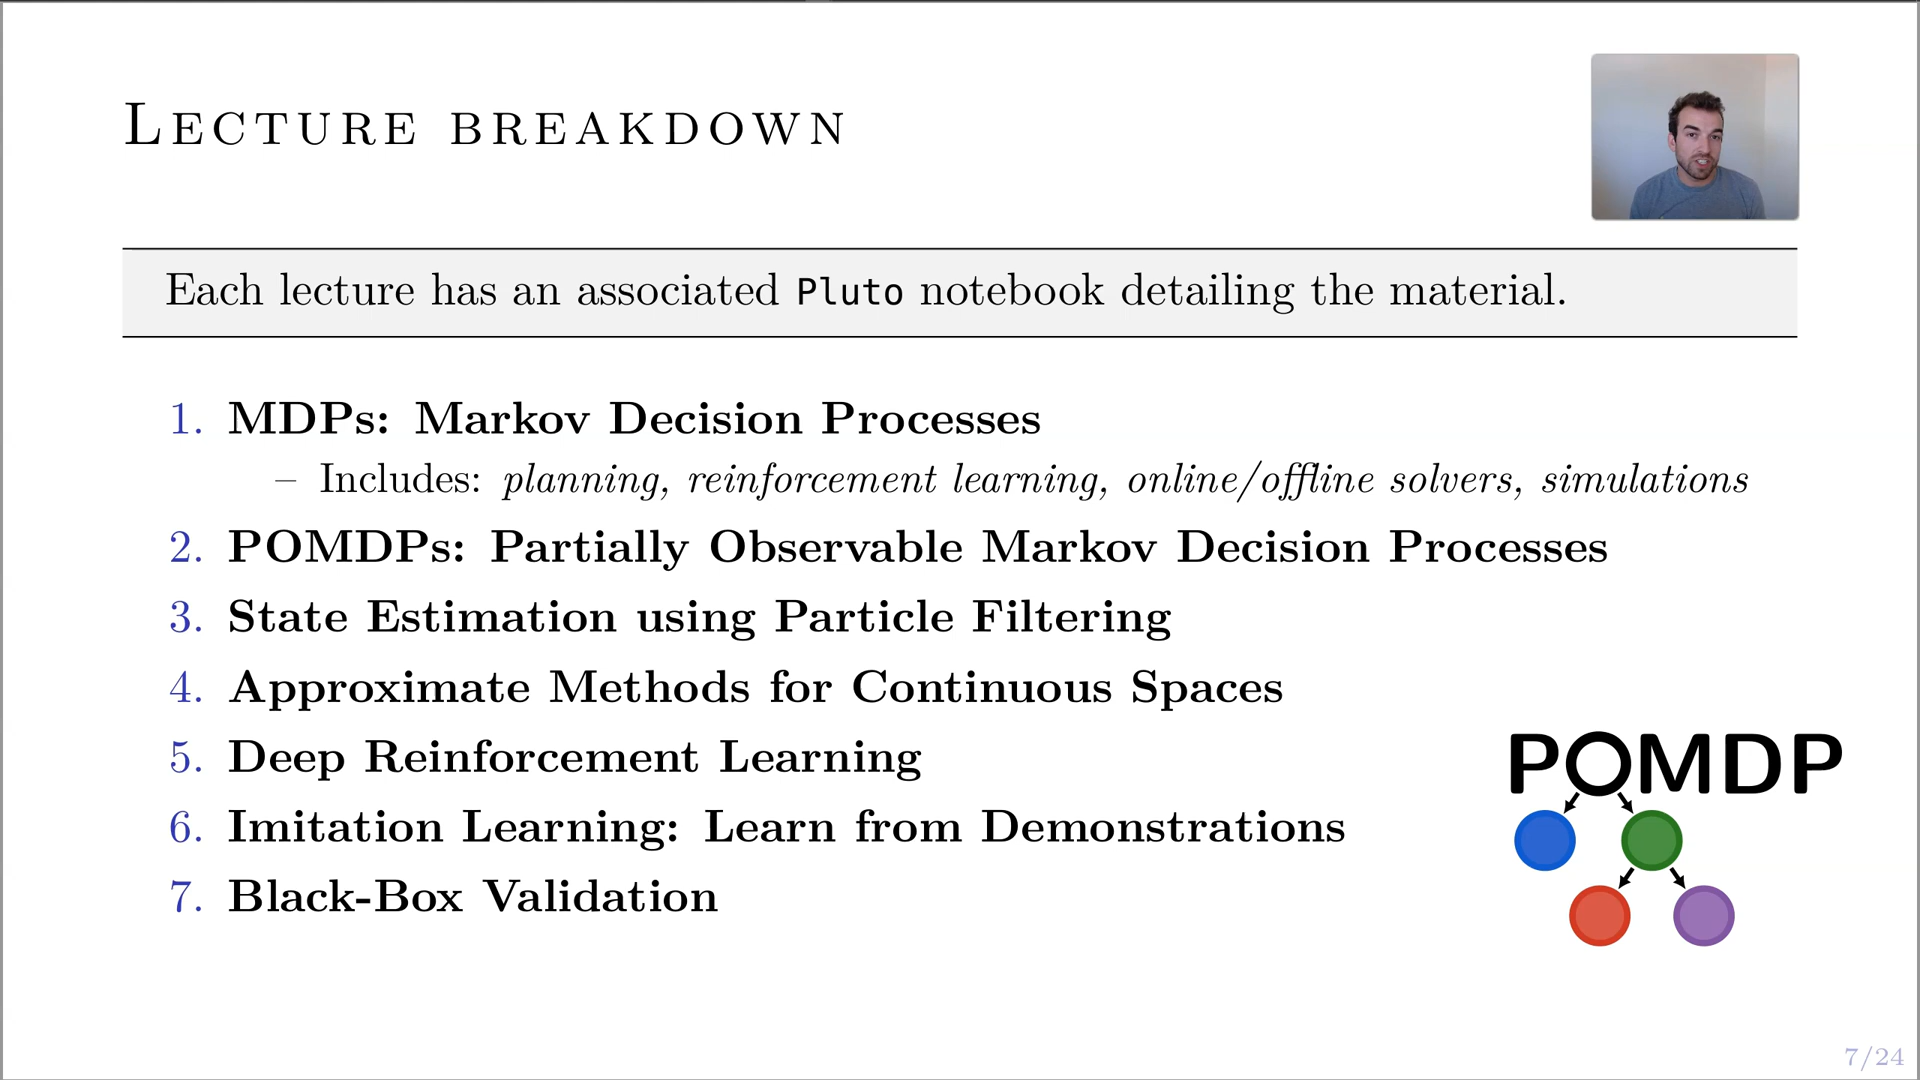 Lecture breakdown
Each lecture has an associated Pluto notebook detailing the material.
1. MDPs: Markov Decision Processes
– Includes: planning, reinforcement learning, online/offline solvers, simulations
2. POMDPs: Partially Observable Markov Decision Processes
3. State Estimation using Particle Filtering
4. Approximate Methods for Continuous Spaces
5. Deep Reinforcement Learning
6. Imitation Learning: Learn from Demonstrations
7. Black-Box Validation
POMDP
7/24